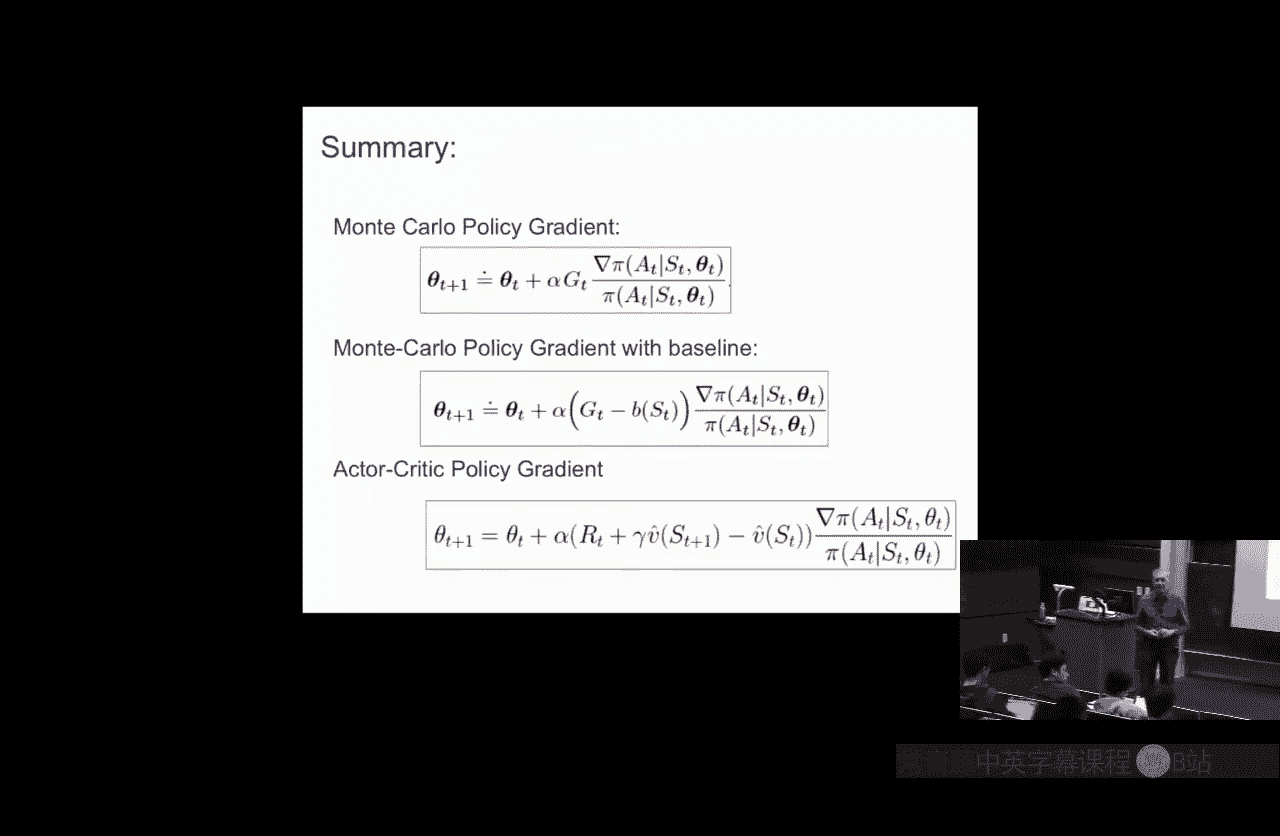 Summary:
Monte Carlo Policy Gradient:
θ_{t+1} ≐ θ_t + αG_t ∇π(A_t|S_t, θ_t) / π(A_t|S_t, θ_t).
Monte-Carlo Policy Gradient with baseline:
θ_{t+1} ≐ θ_t + α(G_t − b(S_t)) ∇π(A_t|S_t, θ_t) / π(A_t|S_t, θ_t)
Actor-Critic Policy Gradient
θ_{t+1} = θ_t + α(R_t + γv̂(S_{t+1}) − v̂(S_t)) ∇π(A_t|S_t, θ_t) / π(A_t|S_t, θ_t)
中英字幕课程 B站